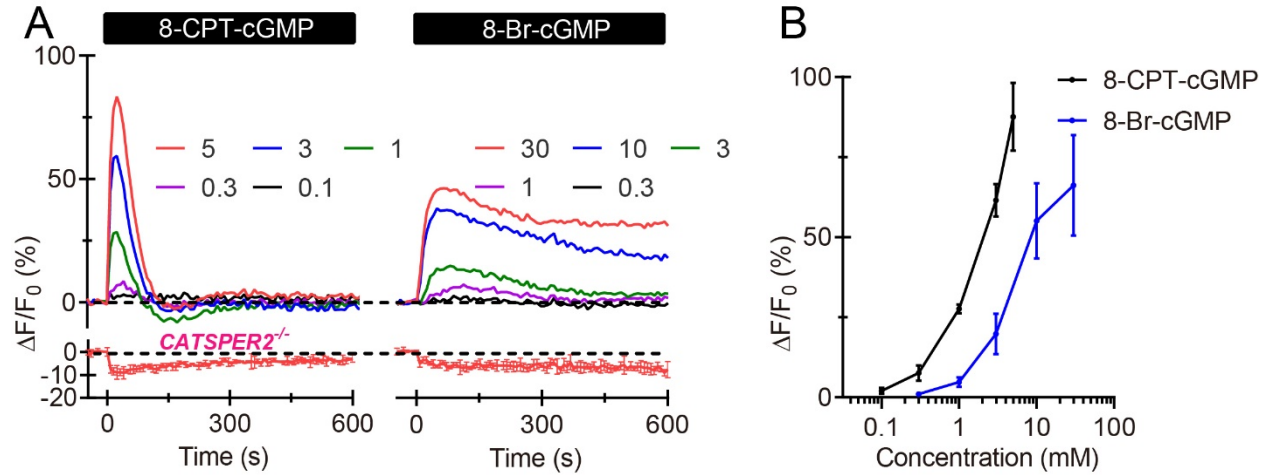 A
8-CPT-cGMP
8-Br-cGMP
ΔF/F0 (%)
100
50
0
5
3
1
0.3
0.1
30
10
3
1
0.3
CATSPER2-/-
0
-10
-20
0
300
600
0
300
600
Time (s)
Time (s)
B
8-CPT-cGMP
8-Br-cGMP
ΔF/F0 (%)
100
50
0
0.1
1
10
100
Concentration (mM)